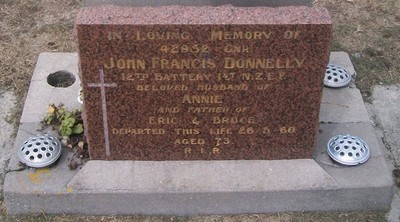 IN LOVING MEMORY OF
42952 GNR
JOHN FRANCIS DONNELLY
12TH BATTERY 1ST N.Z.E.F.
BELOVED HUSBAND OF
ANNIE
AND FATHER OF
ERIC & BRUCE
DEPARTED THIS LIFE 26-5-60
AGED 73
R.I.P.